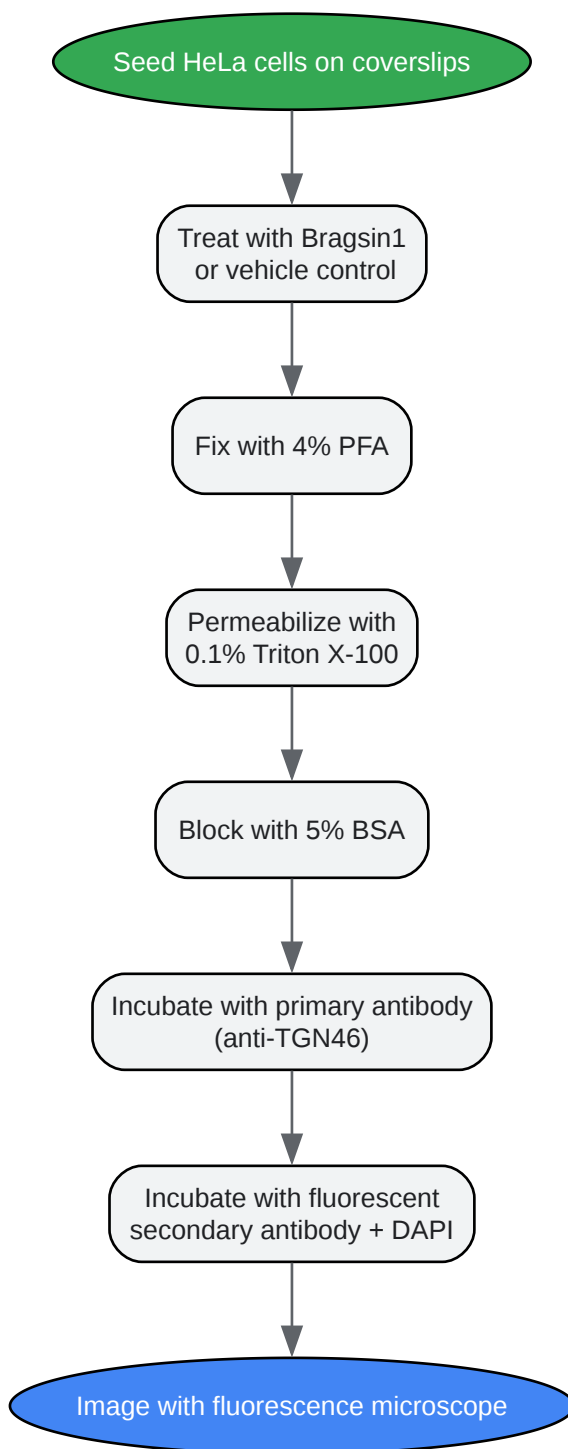 Seed HeLa cells on coverslips
Treat with Bragsin1
or vehicle control
Fix with 4% PFA
Permeabilize with
0.1% Triton X-100
Block with 5% BSA
Incubate with primary antibody
(anti-TGN46)
Incubate with fluorescent
secondary antibody + DAPI
Image with fluorescence microscope